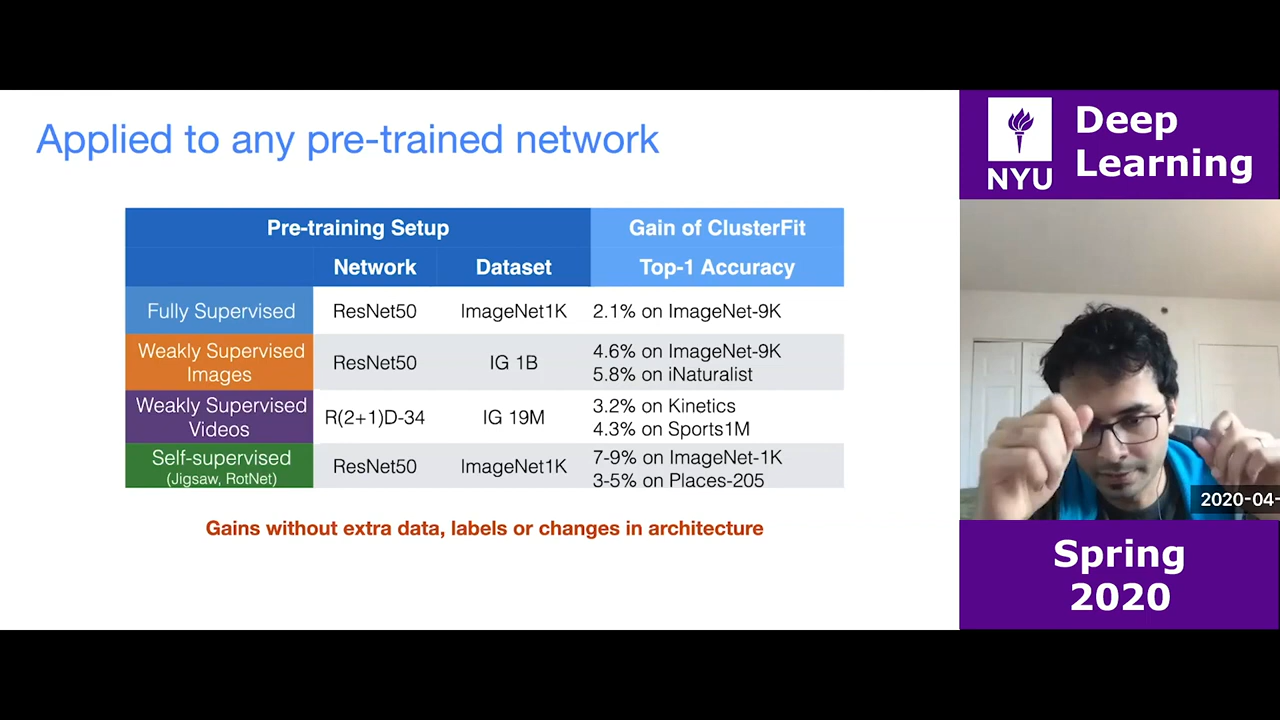 Applied to any pre-trained network
Pre-training Setup
Gain of ClusterFit
Network
Dataset
Top-1 Accuracy
Fully Supervised
ResNet50
ImageNet1K
2.1% on ImageNet-9K
Weakly Supervised
Images
ResNet50
IG 1B
4.6% on ImageNet-9K
5.8% on iNaturalist
Weakly Supervised
Videos
R(2+1)D-34
IG 19M
3.2% on Kinetics
4.3% on Sports1M
Self-supervised
(Jigsaw, RotNet)
ResNet50
ImageNet1K
7-9% on ImageNet-1K
3-5% on Places-205
Gains without extra data, labels or changes in architecture
NYU
Deep
Learning
2020-04-
Spring
2020